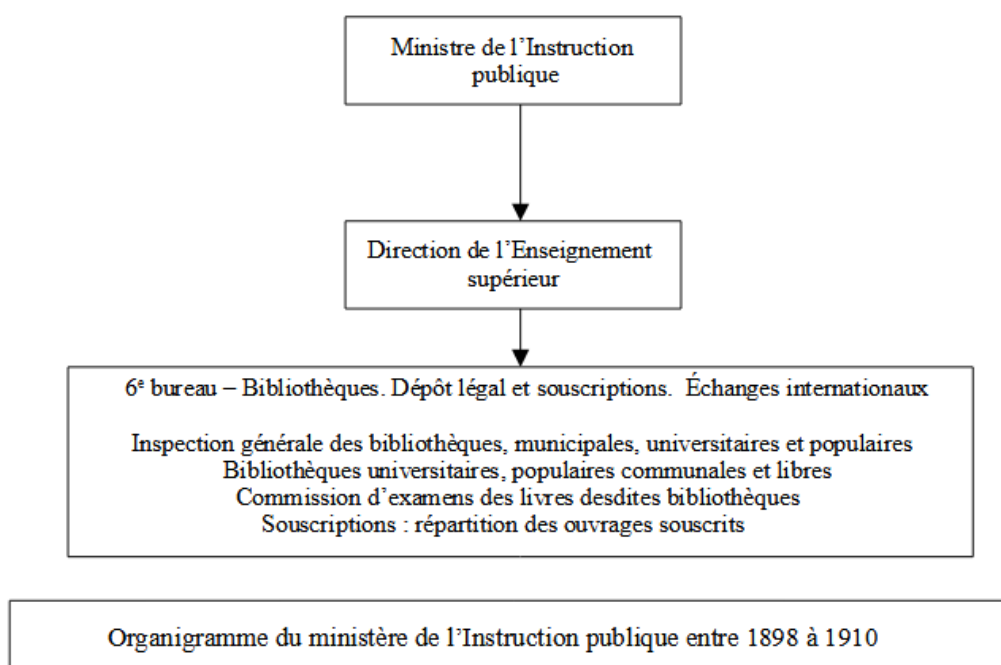 Ministre de l’Instruction
publique
Direction de l’Enseignement
supérieur
6e bureau – Bibliothèques. Dépôt légal et souscriptions. Échanges internationaux
Inspection générale des bibliothèques, municipales, universitaires et populaires
Bibliothèques universitaires, populaires communales et libres
Commission d’examens des livres desdites bibliothèques
Souscriptions : répartition des ouvrages souscrits
Organigramme du ministère de l’Instruction publique entre 1898 à 1910